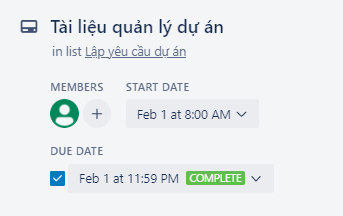 Tài liệu quản lý dự án
in list Lập yêu cầu dự án
MEMBERS START DATE
Feb 1 at 8:00 AM
DUE DATE
Feb 1 at 11:59 PM COMPLETE